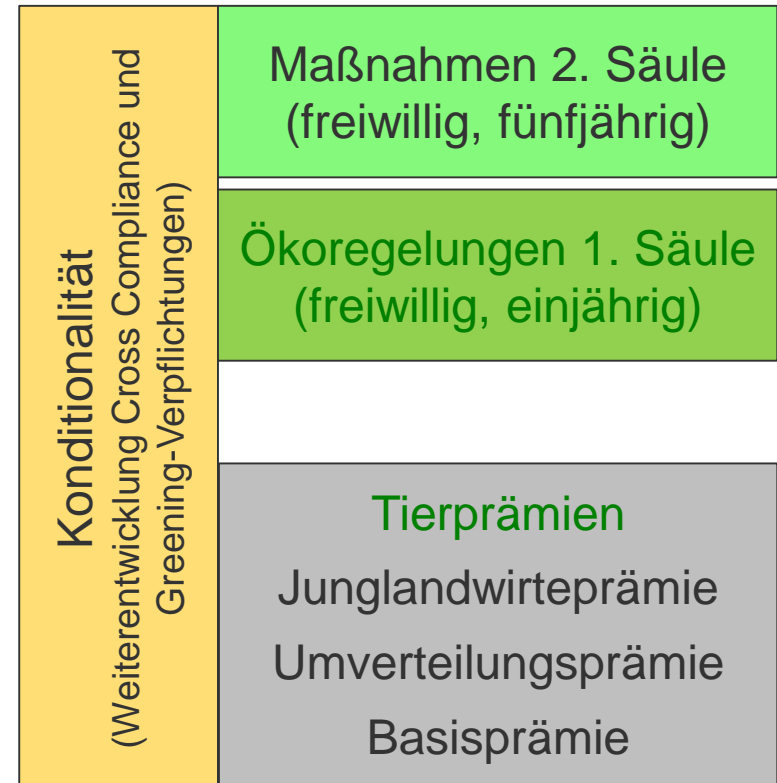 Konditionalität
(Weiterentwicklung Cross Compliance und
Greening-Verpflichtungen)
Maßnahmen 2. Säule
(freiwillig, fünfjährig)
Ökoregelungen 1. Säule
(freiwillig, einjährig)
Tierprämien
Junglandwirteprämie
Umverteilungsprämie
Basisprämie